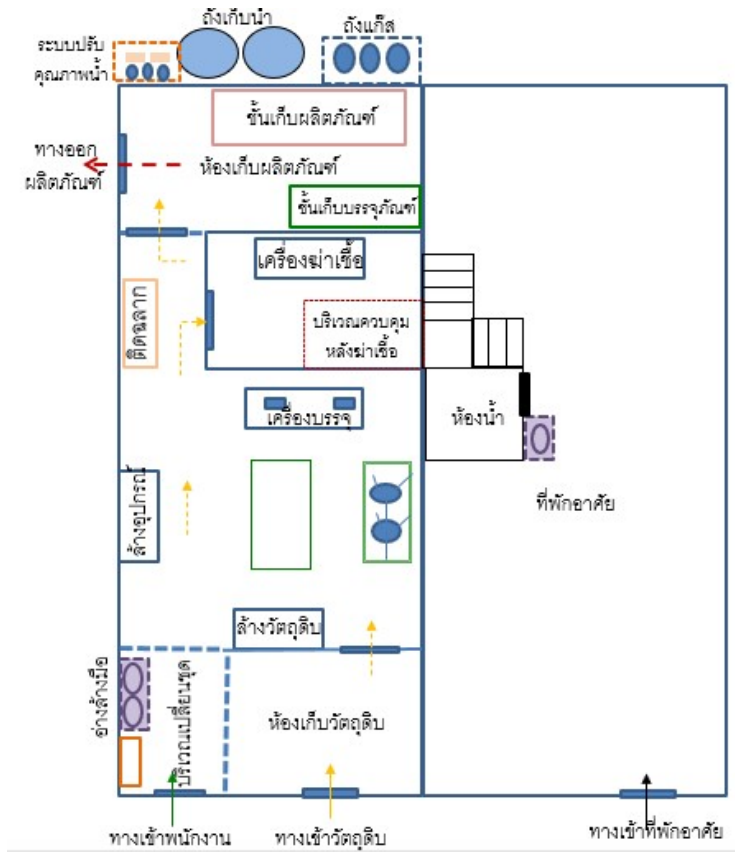 ถังเก็บน้ำ
ถังแก๊ส
ระบบปรับ
คุณภาพน้ำ
ชั้นเก็บผลิตภัณฑ์
ทางออก
ผลิตภัณฑ์
ห้องเก็บผลิตภัณฑ์
ชั้นเก็บบรรจุภัณฑ์
เครื่องฆ่าเชื้อ
ติดฉลาก
บริเวณควบคุม
หลังฆ่าเชื้อ
เครื่องบรรจุ
ห้องน้ำ
ล้างอุปกรณ์
ที่พักอาศัย
ล้างวัตถุดิบ
อ่างล้างมือ
บริเวณเปลี่ยนชุด
ห้องเก็บวัตถุดิบ
ทางเข้าพนักงาน
ทางเข้าวัตถุดิบ
ทางเข้าที่พักอาศัย